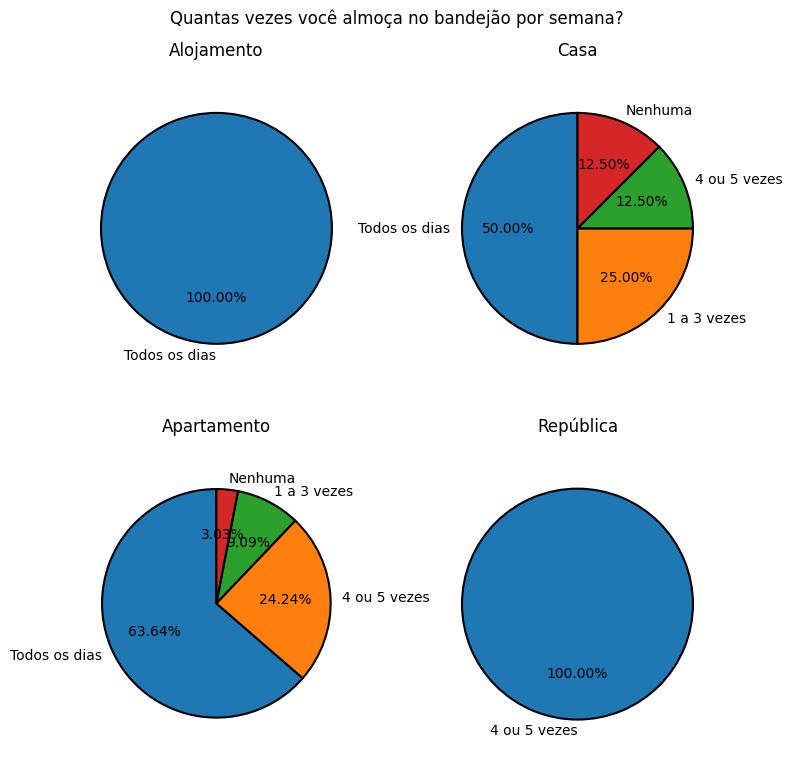 Quantas vezes você almoça no bandejão por semana?
Alojamento
100.00%
Todos os dias
Casa
Nenhuma
12.50%
4 ou 5 vezes
12.50%
Todos os dias
50.00%
25.00%
1 a 3 vezes
Apartamento
Nenhuma
1 a 3 vezes
3.03%
9.09%
4 ou 5 vezes
24.24%
63.64%
Todos os dias
República
100.00%
4 ou 5 vezes